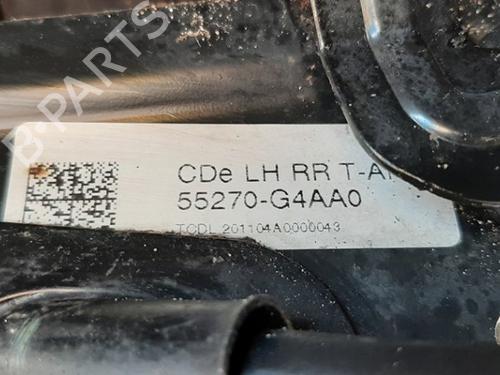 B-PARTS
CDe LH RR T-A
55270-G4AA0
TCDL 201104A0000043